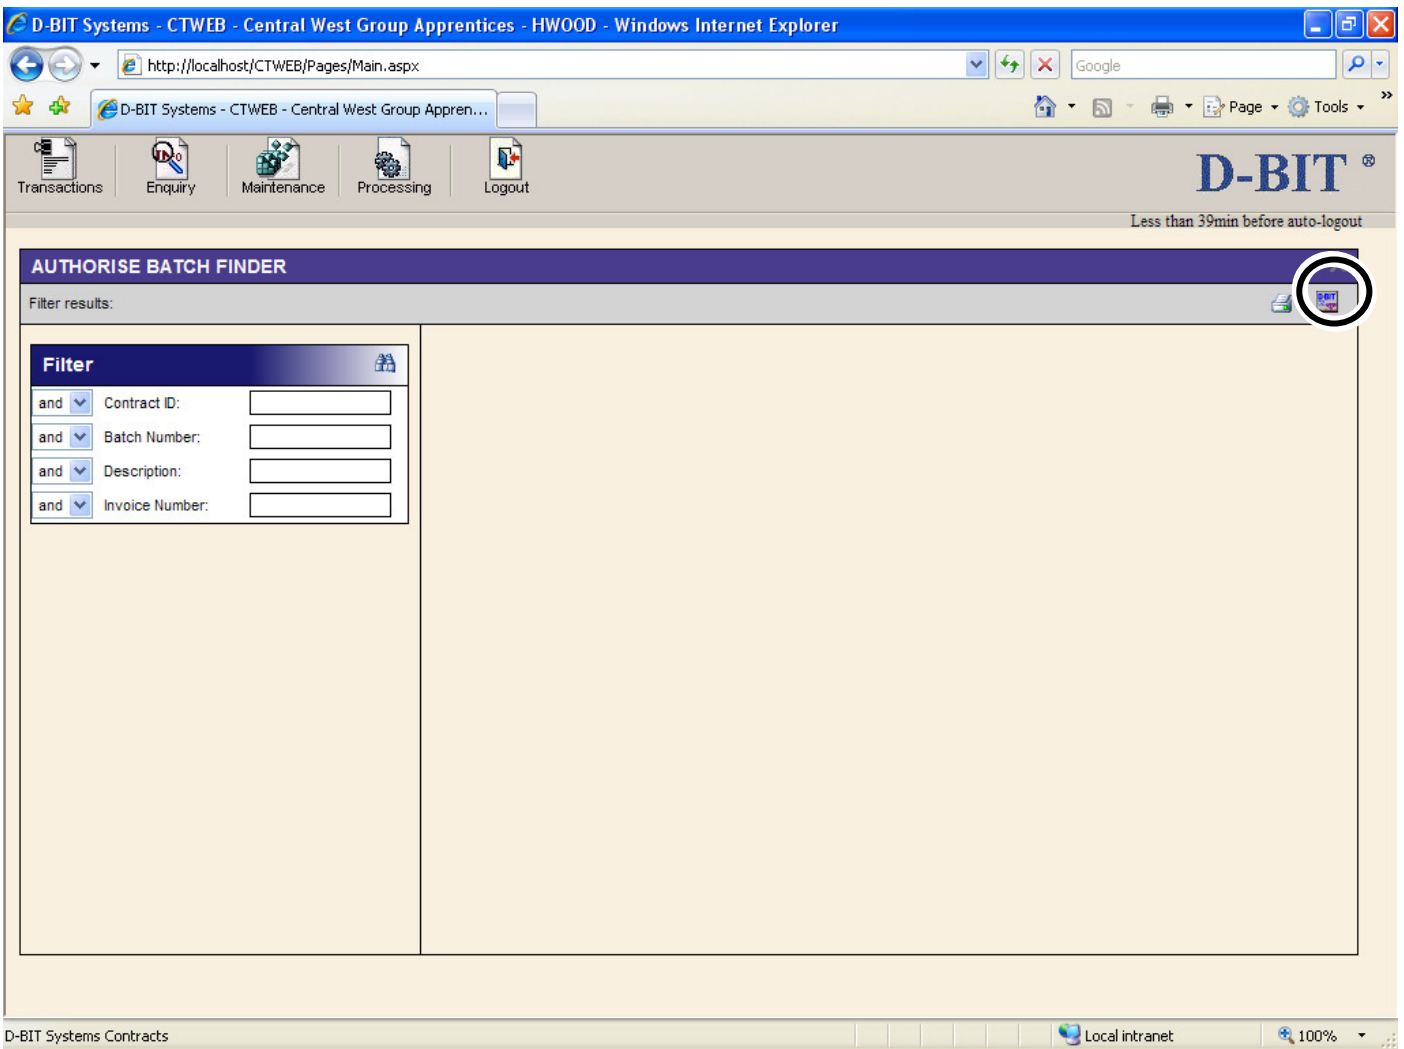 D-BIT Systems - CTWEB - Central West Group Apprentices - HWOOD - Windows Internet Explorer
http://localhost/CTWEB/Pages/Main.aspx
Google
D-BIT Systems - CTWEB - Central West Group Appren...
Page
Tools
Transactions
Enquiry
Maintenance
Processing
Logout
D-BIT ®
Less than 39min before auto-logout
AUTHORISE BATCH FINDER
Filter results:
D-BIT
Filter
and Contract ID:
and Batch Number:
and Description:
and Invoice Number:
D-BIT Systems Contracts
Local intranet
100%